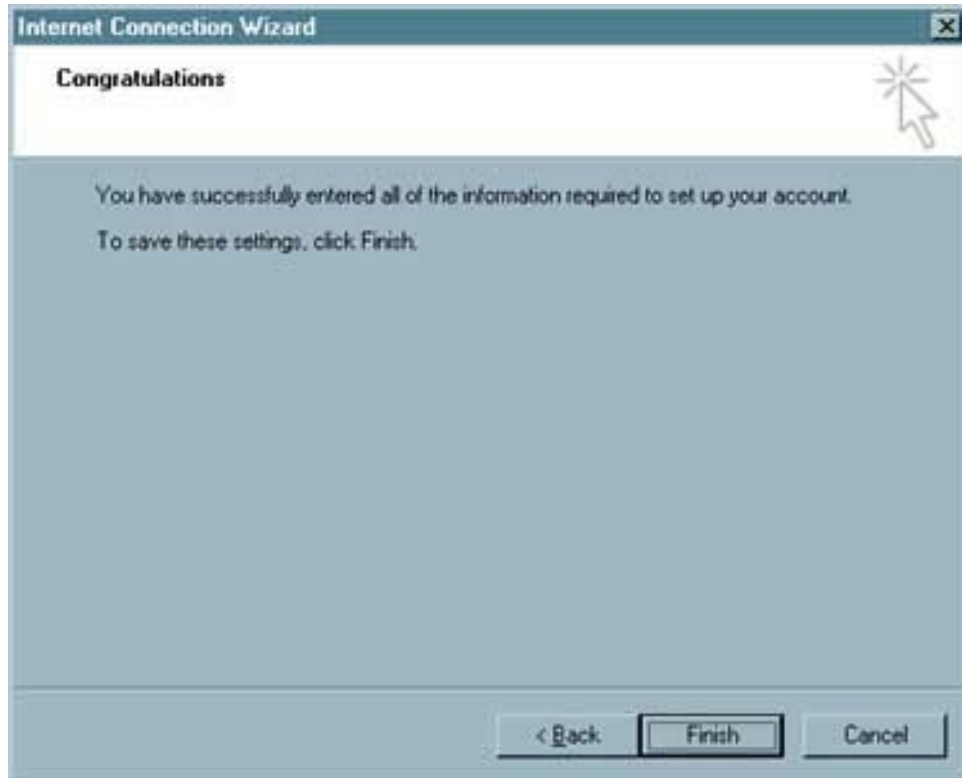 Internet Connection Wizard
Congratulations
You have successfully entered all of the information required to set up your account.
To save these settings, click Finish.
< Back
Finish
Cancel